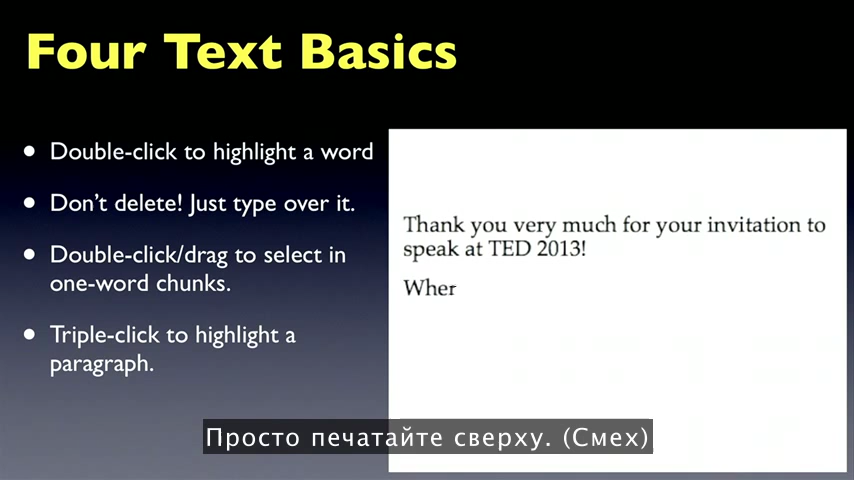 Four Text Basics
• Double-click to highlight a word
• Don’t delete! Just type over it.
• Double-click/drag to select in
one-word chunks.
• Triple-click to highlight a
paragraph.
Thank you very much for your invitation to
speak at TED 2013!
Wher
Просто печатайте сверху. (Смех)